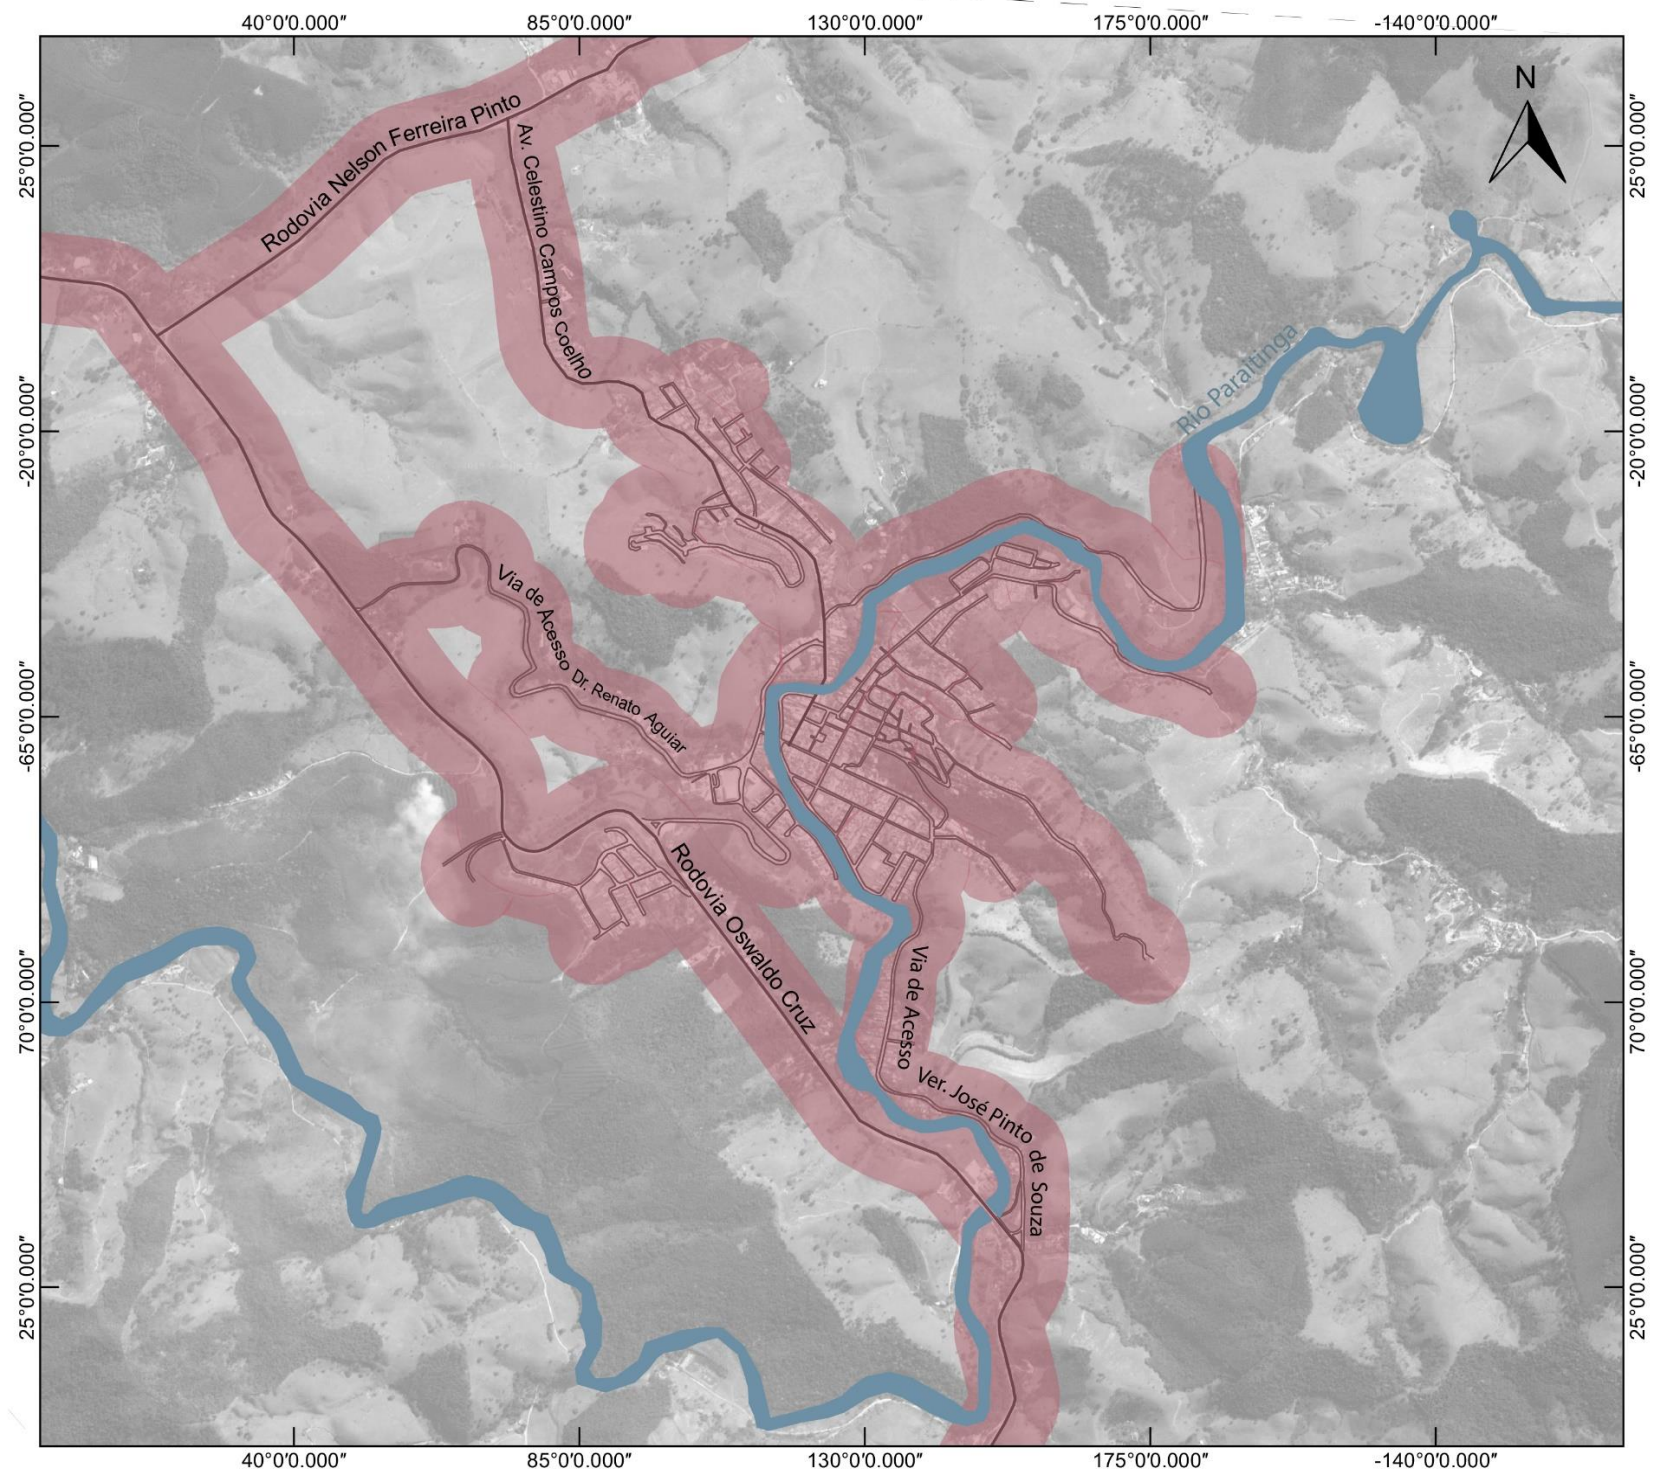 40°0'0.000"
85°0'0.000"
130°0'0.000"
175°0'0.000"
-140°0'0.000"
N
25°0'0.000"
25°0'0.000"
Rodovia Nelson Ferreira Pinto
Av. Celestino Campos Coelho
Rio Paraitinga
-20°0'0.000"
-20°0'0.000"
Via de Acesso Dr. Renato Aguiar
-65°0'0.000"
-65°0'0.000"
Rodovia Oswaldo Cruz
Via de Acesso Ver. José Pinto de Souza
70°0'0.000"
70°0'0.000"
25°0'0.000"
25°0'0.000"
40°0'0.000"
85°0'0.000"
130°0'0.000"
175°0'0.000"
-140°0'0.000"